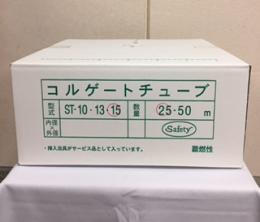 コルゲートチューブ
型式 ST-10-13-15 数量 25-50 m
内径×外径 Safety
・挿入治具がサービス品として入っています。
難燃性